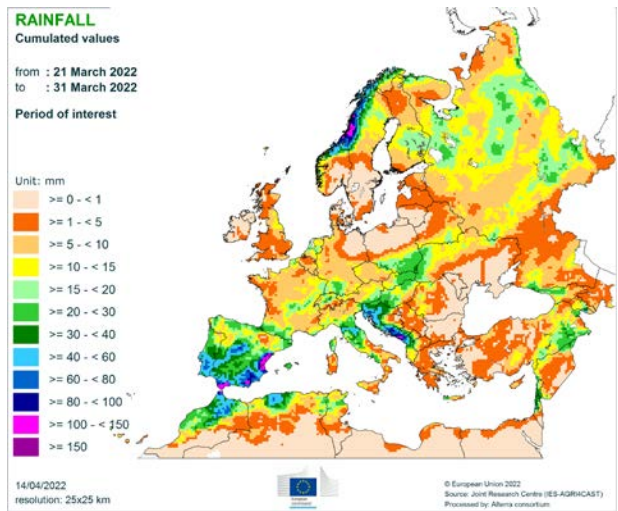 RAINFALL
Cumulated values
from : 21 March 2022
to : 31 March 2022
Period of interest
Unit: mm
>= 0 - < 1
>= 1 - < 5
>= 5 - < 10
>= 10 - < 15
>= 15 - < 20
>= 20 - < 30
>= 30 - < 40
>= 40 - < 60
>= 60 - < 80
>= 80 - < 100
>= 100 - < 150
>= 150
14/04/2022
resolution: 25x25 km
European
Commission
© European Union 2022
Source: Joint Research Centre (IES-AGRI4CAST)
Processed by: Alterra consortium